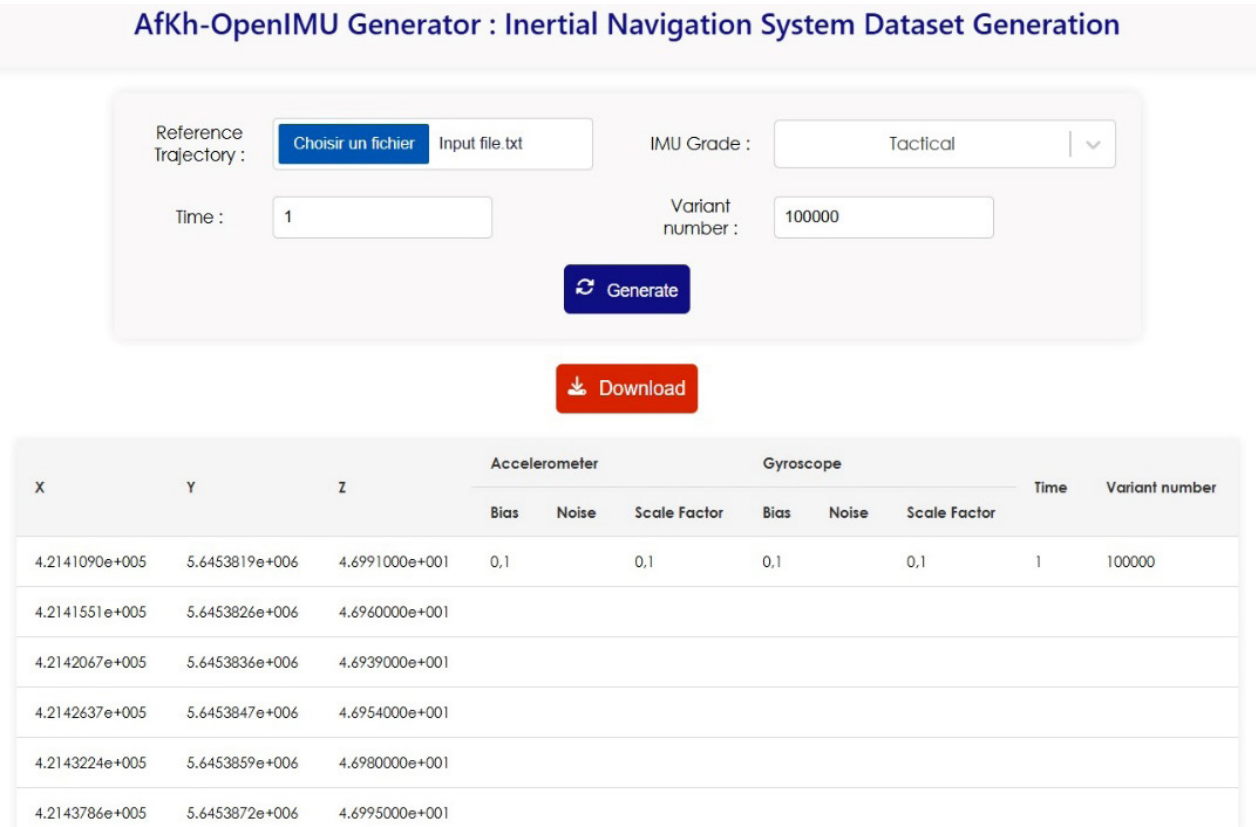 AfKh-OpenIMU Generator : Inertial Navigation System Dataset Generation
Reference
Trajectory :
Choisir un fichier
Input file.txt
IMU Grade :
Tactical
Time :
1
Variant
number :
100000
Generate
Download
X Y Z Accelerometer Gyroscope Time Variant number
Bias Noise Scale Factor Bias Noise Scale Factor
4.2141090e+005 5.6453819e+006 4.6991000e+001 0,1 0,1 0,1 0,1 1 100000
4.2141551e+005 5.6453826e+006 4.6960000e+001
4.2142067e+005 5.6453836e+006 4.6939000e+001
4.2142637e+005 5.6453847e+006 4.6954000e+001
4.2143224e+005 5.6453859e+006 4.6980000e+001
4.2143786e+005 5.6453872e+006 4.6995000e+001